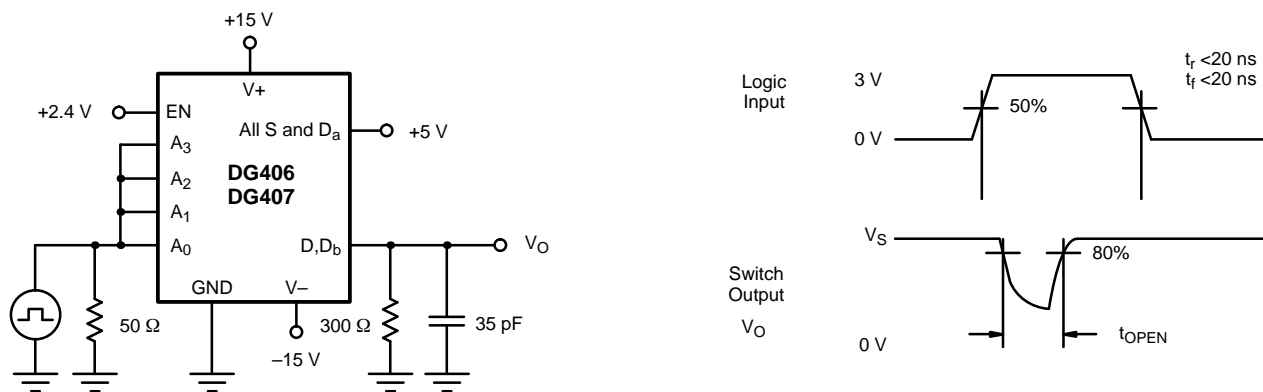 +15 V
V+
+2.4 V
EN
All S and Da
+5 V
A3
A2
A1
A0
DG406
DG407
D,Db
VO
GND
V–
50 Ω
300 Ω
35 pF
–15 V
Logic
Input
3 V
0 V
50%
tr <20 ns
tf <20 ns
VS
80%
Switch
Output
VO
0 V
tOPEN